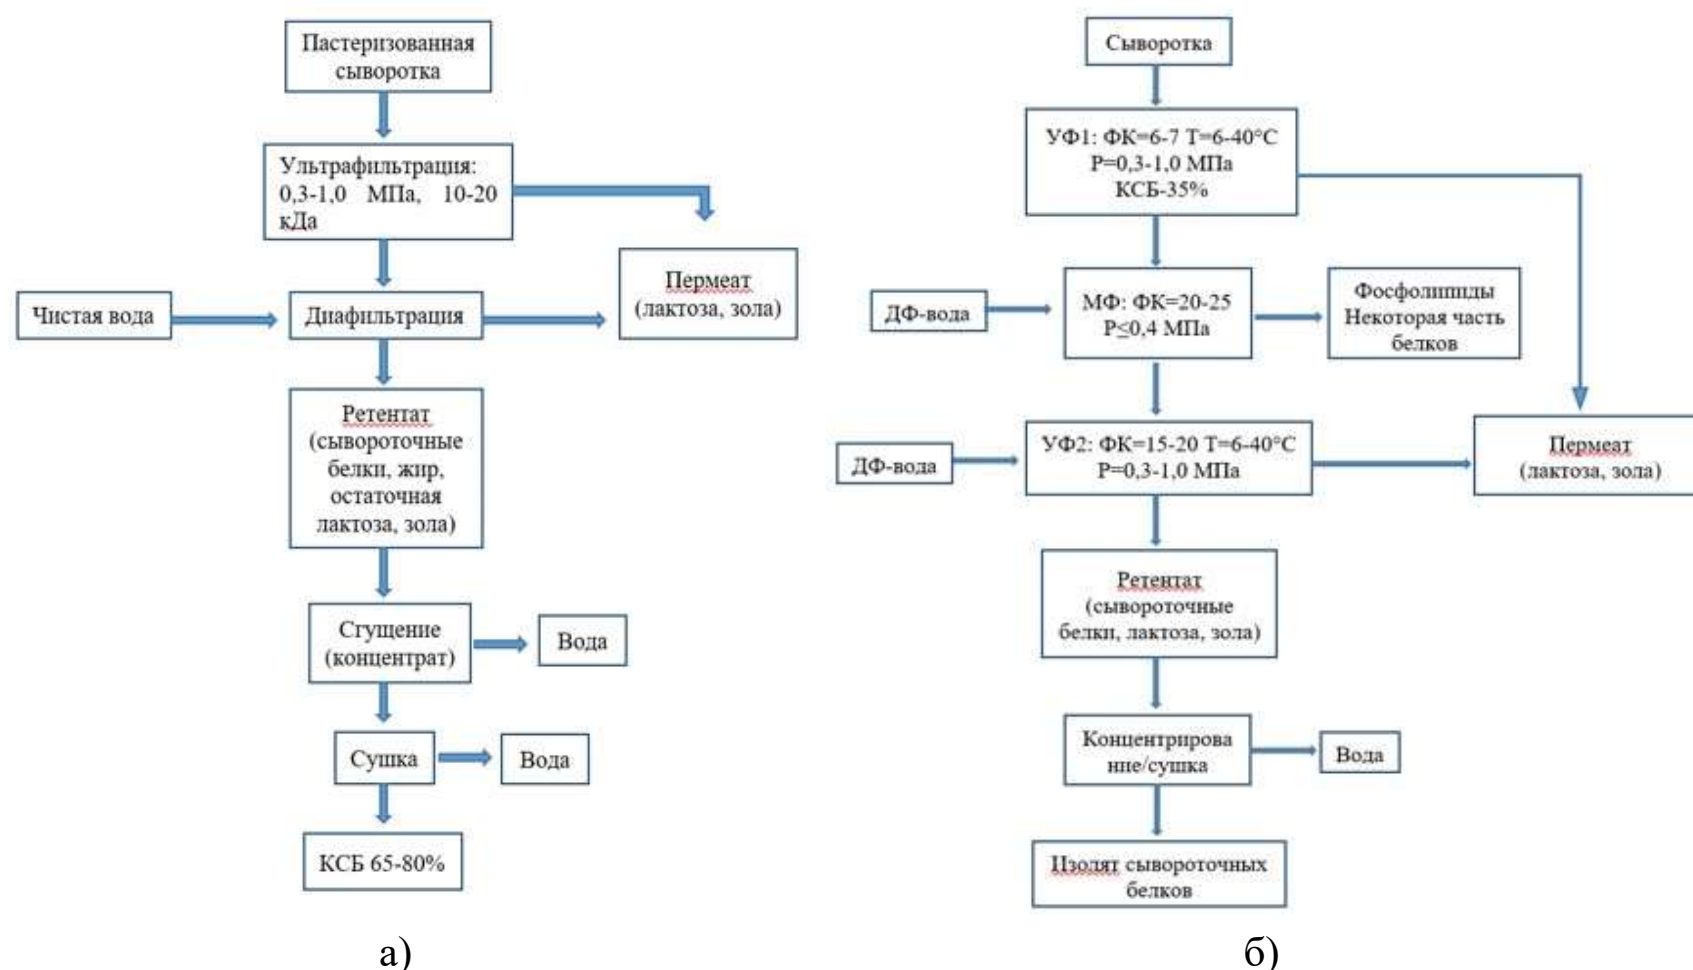 Пастеризованная
сыворотка
Ультрафильтрация:
0,3-1,0 МПа, 10-20
кДа
Пермеат
(лактоза, зола)
Чистая вода
Диафильтрация
Ретентат
(сывороточные
белки, жир,
остаточная
лактоза, зола)
Сгущение
(концентрат)
Вода
Сушка
Вода
КСБ 65-80%
а)
Сыворотка
УФ1: ФК=6-7 Т=6-40°С
Р=0,3-1,0 МПа
КСБ-35%
ДФ-вода
МФ: ФК=20-25
Р≤0,4 МПа
Фосфолипиды
Некоторая часть
белков
ДФ-вода
УФ2: ФК=15-20 Т=6-40°С
Р=0,3-1,0 МПа
Пермеат
(лактоза, зола)
Ретентат
(сывороточные
белки, лактоза, зола)
Концентрирова
ние/сушка
Вода
Изолят сывороточных
белков
б)